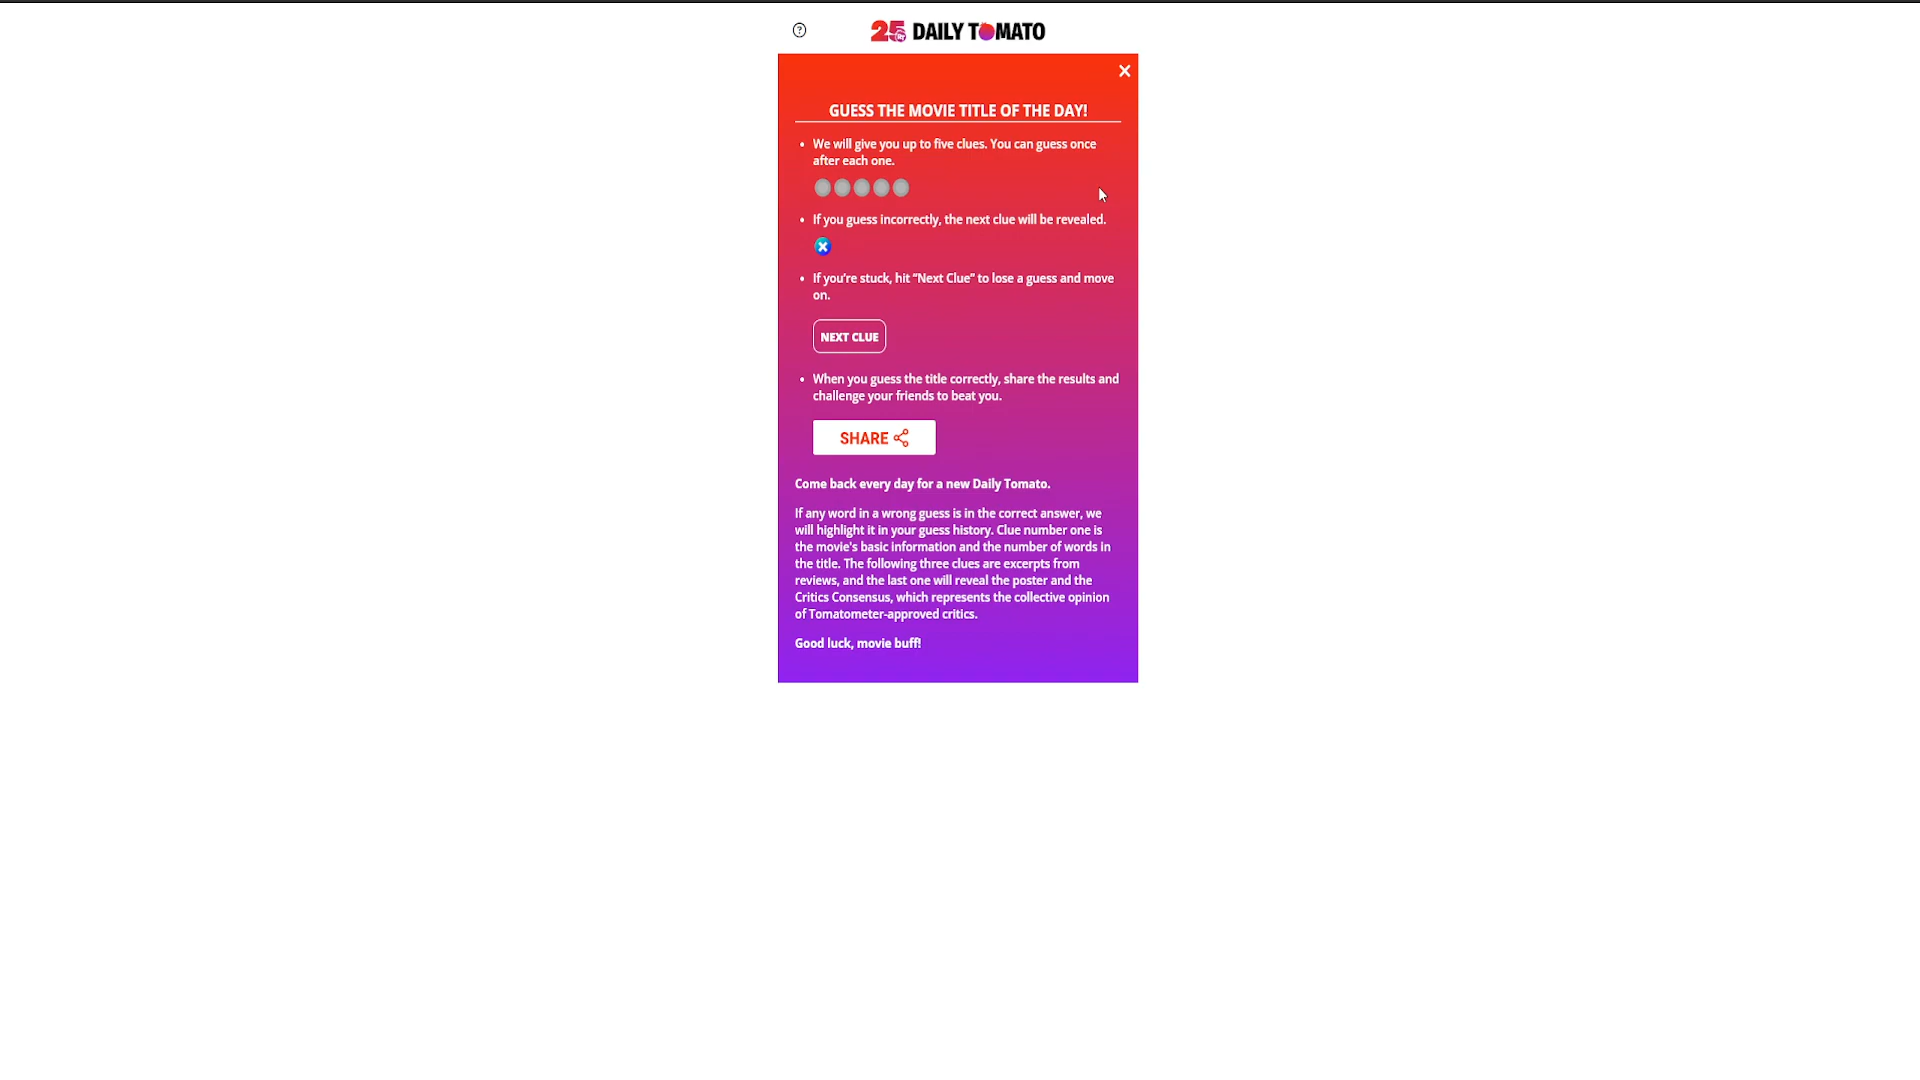 25 DAILY TOMATO
GUESS THE MOVIE TITLE OF THE DAY!
• We will give you up to five clues. You can guess once
after each one.
• If you guess incorrectly, the next clue will be revealed.
• If you're stuck, hit "Next Clue" to lose a guess and move
on.
NEXT CLUE
• When you guess the title correctly, share the results and
challenge your friends to beat you.
SHARE
Come back every day for a new Daily Tomato.
If any word in a wrong guess is in the correct answer, we
will highlight it in your guess history. Clue number one is
the movie's basic information and the number of words in
the title. The following three clues are excerpts from
reviews, and the last one will reveal the poster and the
Critics Consensus, which represents the collective opinion
of Tomatometer-approved critics.
Good luck, movie buff!